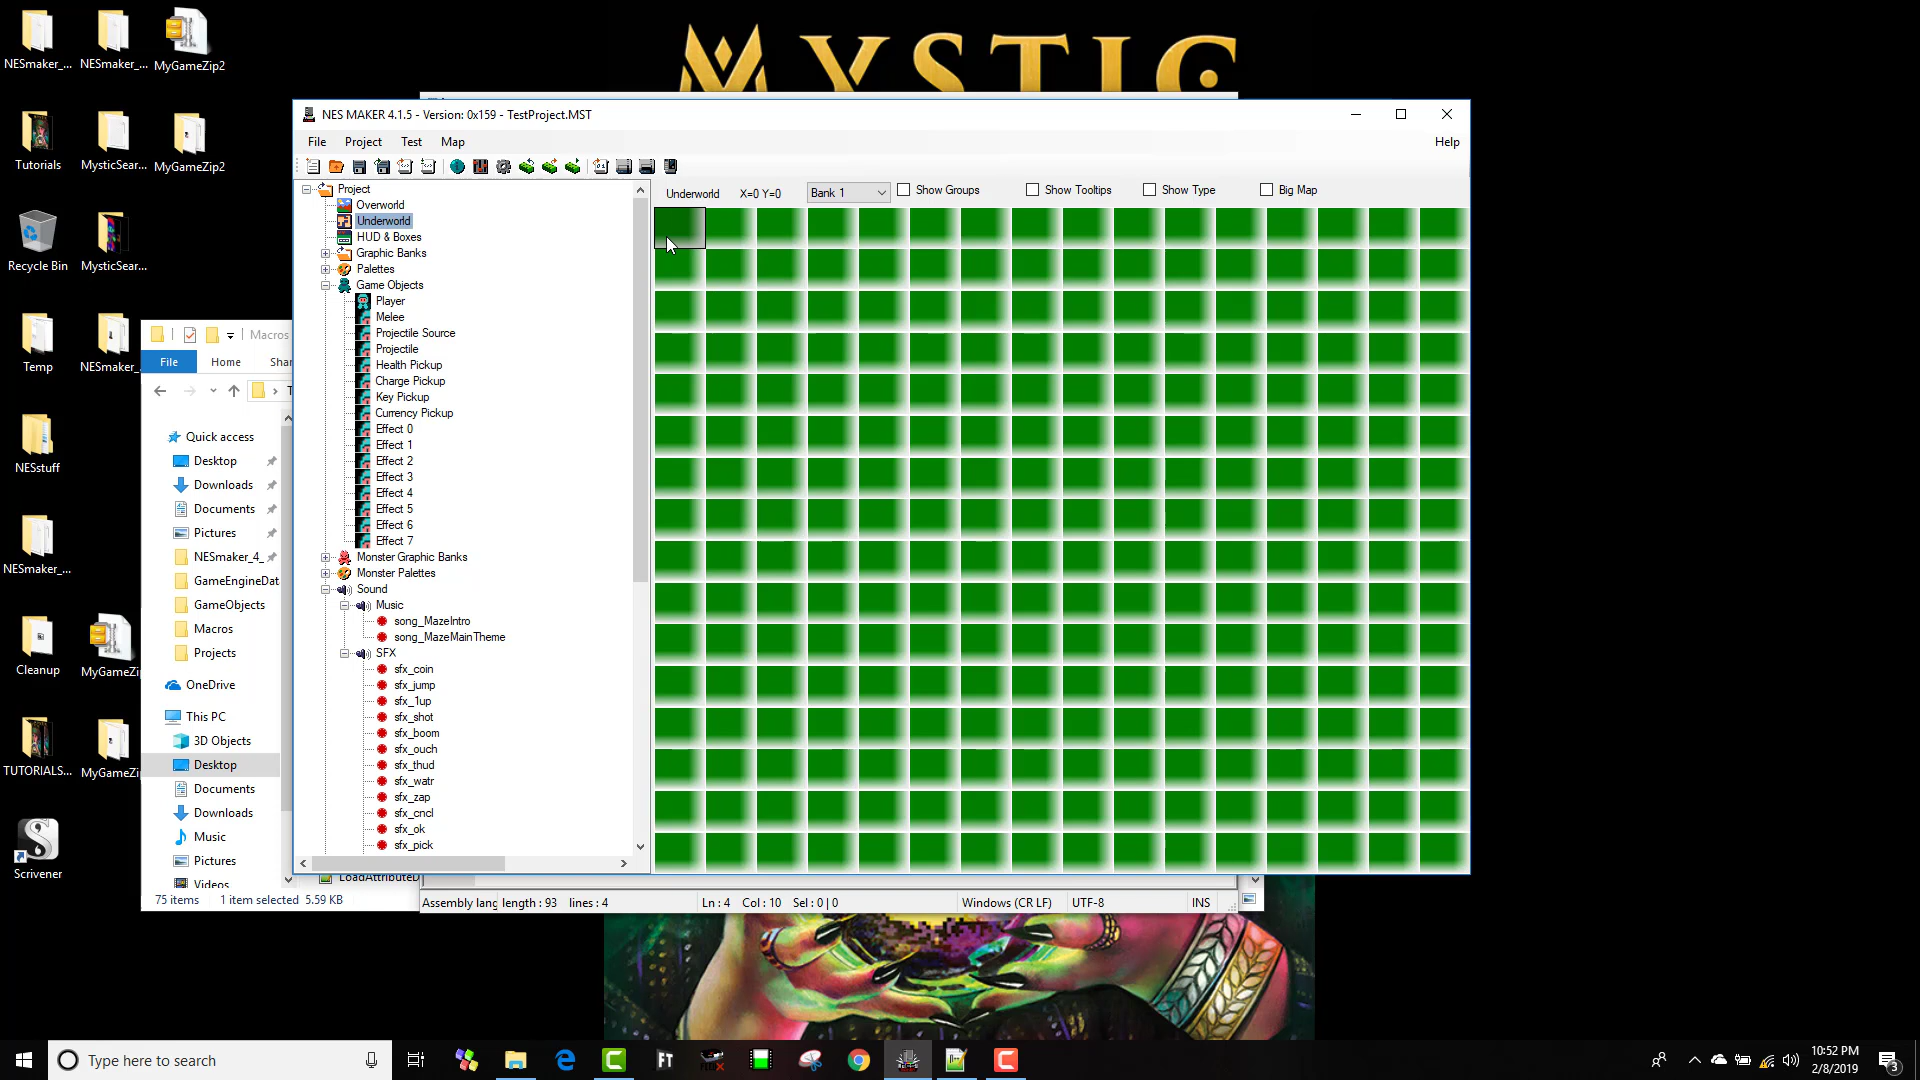 MYSTIC
NESmaker_... NESmaker_... MyGameZip2
Tutorials MysticSear... MyGameZip2
Recycle Bin MysticSear...
Temp NESmaker_
NESstuff
NESmaker_...
Cleanup MyGameZi
TUTORIALS... MyGameZi
Scrivener
Macros
File Home Shar
Quick access
Desktop
Downloads
Documents
Pictures
NESmaker_4_
GameEngineDat
GameObjects
Macros
Projects
OneDrive
This PC
3D Objects
Desktop
Documents
Downloads
Music
Pictures
Videos
75 items 1 item selected 5.59 KB
LoadAttributeD
NES MAKER 4.1.5 - Version: 0x159 - TestProject.MST
File Project Test Map Help
Project
Overworld
Underworld
HUD & Boxes
Graphic Banks
Palettes
Game Objects
Player
Melee
Projectile Source
Projectile
Health Pickup
Charge Pickup
Key Pickup
Currency Pickup
Effect 0
Effect 1
Effect 2
Effect 3
Effect 4
Effect 5
Effect 6
Effect 7
Monster Graphic Banks
Monster Palettes
Sound
Music
song_MazeIntro
song_MazeMainTheme
SFX
sfx_coin
sfx_jump
sfx_1up
sfx_shot
sfx_boom
sfx_ouch
sfx_thud
sfx_watr
sfx_zap
sfx_cncl
sfx_ok
sfx_pick
Underworld X=0 Y=0 Bank 1 Show Groups Show Tooltips Show Type Big Map
Assembly lang length : 93 lines : 4 Ln : 4 Col : 10 Sel : 0 | 0 Windows (CR LF) UTF-8 INS
Type here to search
FT
10:52 PM
2/8/2019
3